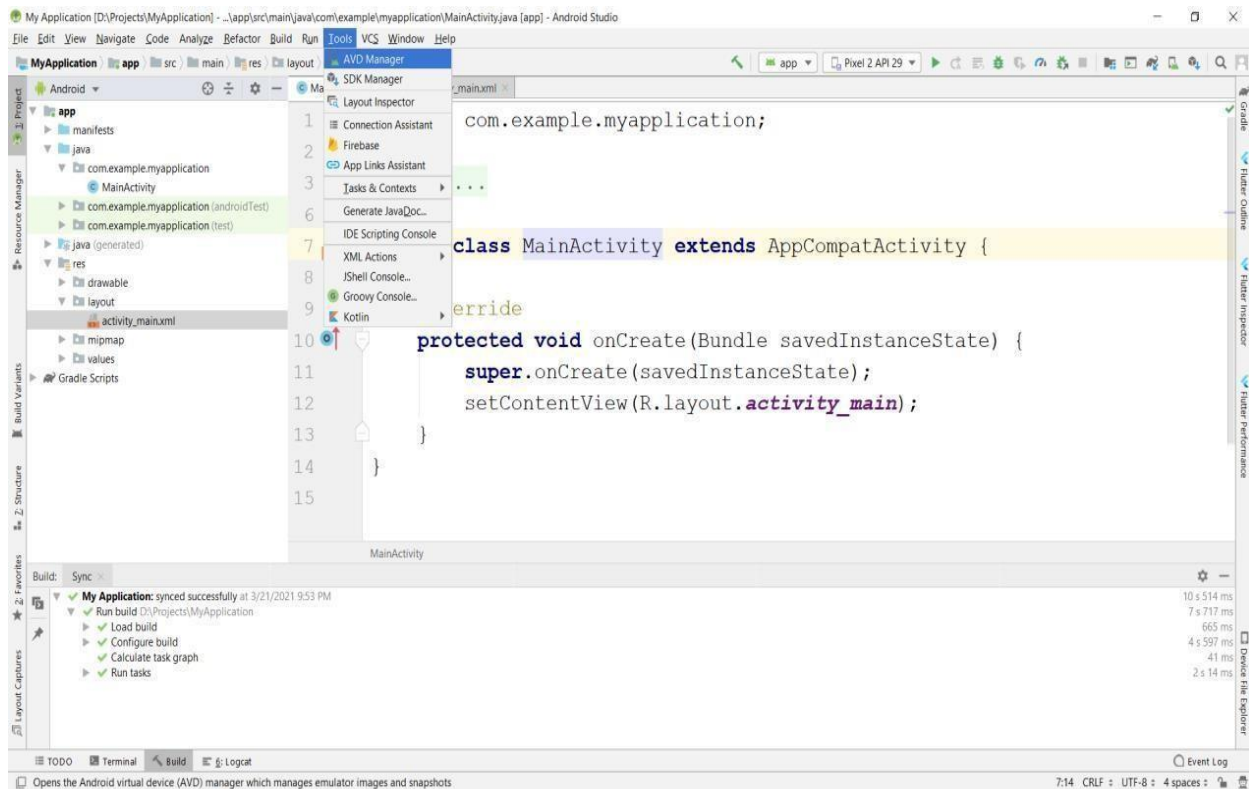 My Application [D:\Projects\MyApplication] - ...\app\src\main\java\com\example\myapplication\MainActivity.java [app] - Android Studio
File Edit View Navigate Code Analyze Refactor Build Run Tools VCS Window Help
MyApplication app src main res layout
app Pixel 2 API 29
AVD Manager
SDK Manager
Layout Inspector
Connection Assistant
Firebase
App Links Assistant
Tasks & Contexts
Generate JavaDoc...
IDE Scripting Console
XML Actions
JShell Console...
Groovy Console...
Kotlin
1: Project
Resource Manager
Build Variants
Z: Structure
2: Favorites
Layout Captures
Android
app
manifests
java
com.example.myapplication
MainActivity
com.example.myapplication (androidTest)
com.example.myapplication (test)
java (generated)
res
drawable
layout
activity_main.xml
mipmap
values
Gradle Scripts
Ma _main.xml
1 com.example.myapplication;
2
3 ...
6
7 class MainActivity extends AppCompatActivity {
8
9 erride
10 protected void onCreate(Bundle savedInstanceState) {
11 super.onCreate(savedInstanceState);
12 setContentView(R.layout.activity_main);
13 }
14 }
15
MainActivity
Gradle
Flutter Outline
Flutter Inspector
Flutter Performance
Device File Explorer
Build: Sync
My Application: synced successfully at 3/21/2021 9:53 PM 10 s 514 ms
Run build D:\Projects\MyApplication 7 s 717 ms
Load build 665 ms
Configure build 4 s 597 ms
Calculate task graph 41 ms
Run tasks 2 s 14 ms
TODO Terminal Build 6: Logcat Event Log
Opens the Android virtual device (AVD) manager which manages emulator images and snapshots 7:14 CRLF UTF-8 4 spaces